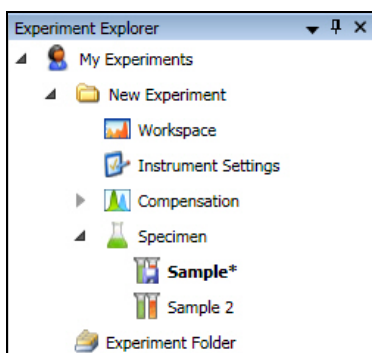 Experiment Explorer
My Experiments
New Experiment
Workspace
Instrument Settings
Compensation
Specimen
Sample*
Sample 2
Experiment Folder